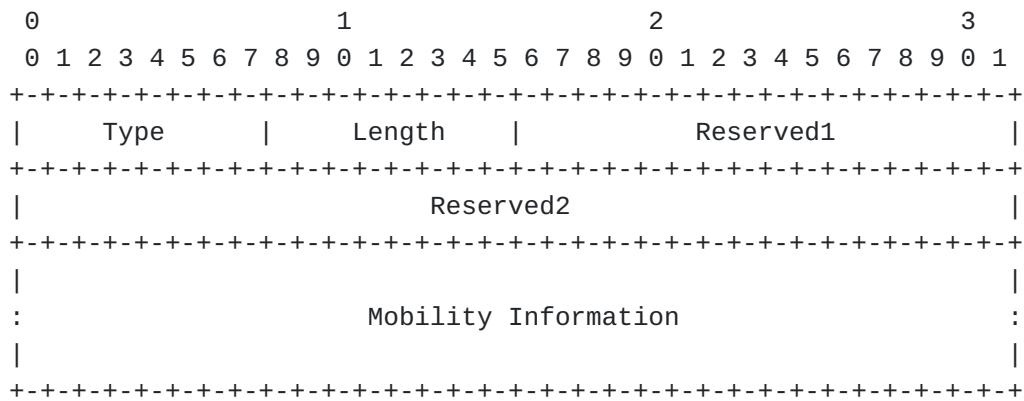 0                   1                   2                   3
 0 1 2 3 4 5 6 7 8 9 0 1 2 3 4 5 6 7 8 9 0 1 2 3 4 5 6 7 8 9 0 1
+-+-+-+-+-+-+-+-+-+-+-+-+-+-+-+-+-+-+-+-+-+-+-+-+-+-+-+-+-+-+-+-+
|     Type      |     Length    |           Reserved1           |
+-+-+-+-+-+-+-+-+-+-+-+-+-+-+-+-+-+-+-+-+-+-+-+-+-+-+-+-+-+-+-+-+
|                          Reserved2                            |
+-+-+-+-+-+-+-+-+-+-+-+-+-+-+-+-+-+-+-+-+-+-+-+-+-+-+-+-+-+-+-+-+
|                                                               |
:                      Mobility Information                     :
|                                                               |
+-+-+-+-+-+-+-+-+-+-+-+-+-+-+-+-+-+-+-+-+-+-+-+-+-+-+-+-+-+-+-+-+